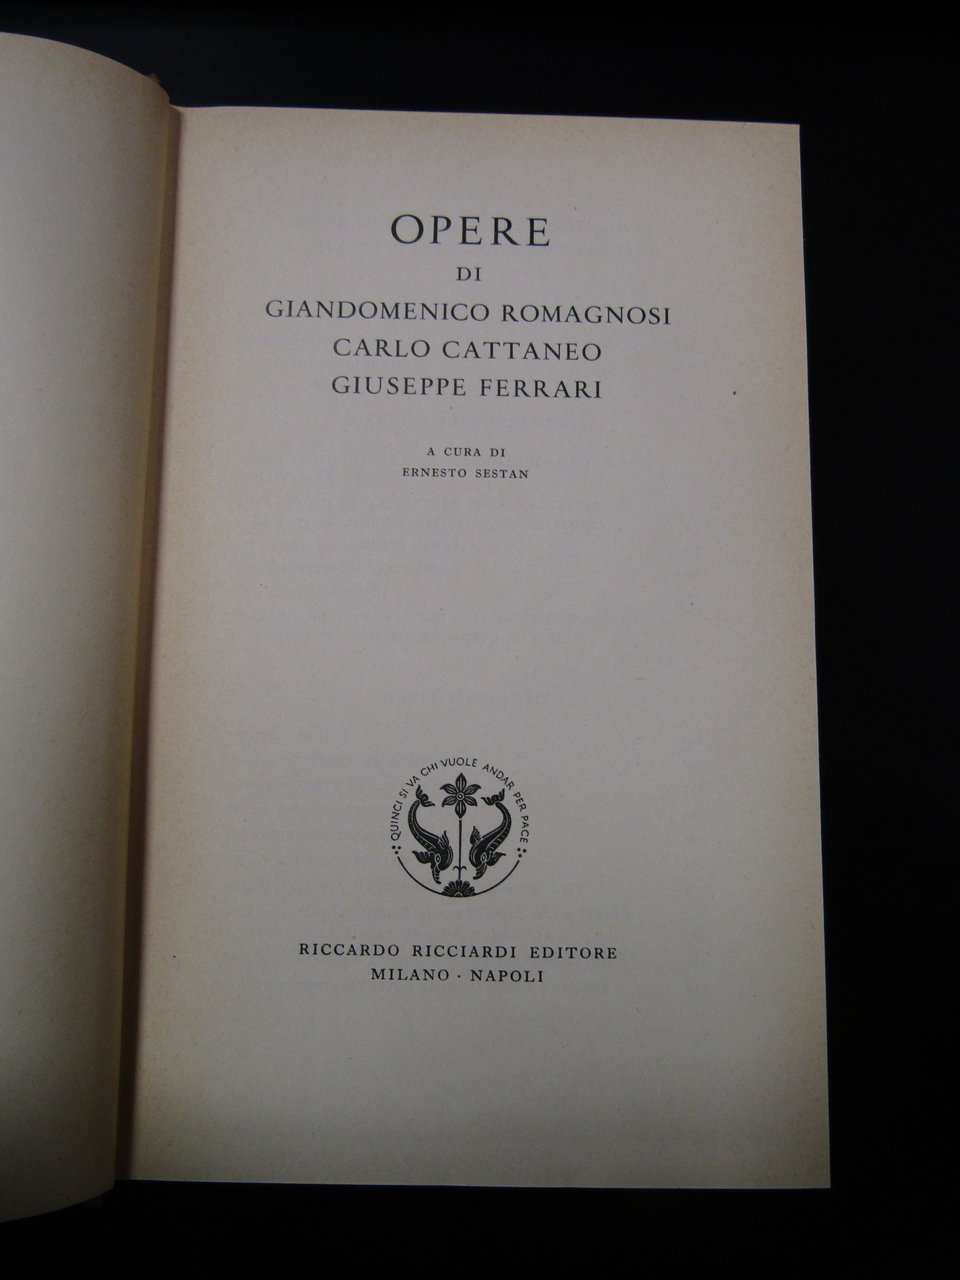 OPERE
DI
GIANDOMENICO ROMAGNOSI
CARLO CATTANEO
GIUSEPPE FERRARI
A CURA DI
ERNESTO SESTAN
QUINCI SI VA CHI VUOLE ANDAR PER PACE
RICCARDO RICCIARDI EDITORE
MILANO · NAPOLI